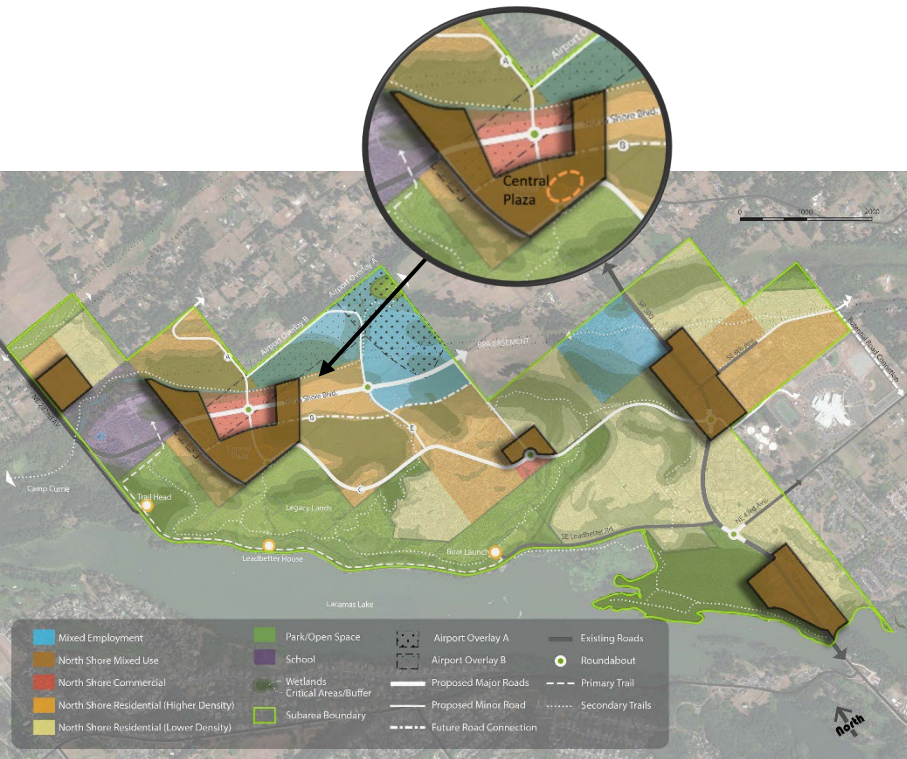 Airport O
A
North Shore Blvd.
B
Central
Plaza
0 1000 2000
Airport Overlay A
Airport Overlay B
A
BPA EASEMENT
Shore Blvd.
B
E
C
Camp Currie
Trail Head
Legacy Lands
Leadbetter House
Boat Launch
SE Leadbetter Rd.
NE 43rd Ave.
Lacamas Lake
Mixed Employment
North Shore Mixed Use
North Shore Commercial
North Shore Residential (Higher Density)
North Shore Residential (Lower Density)
Park/Open Space
School
Wetlands
Critical Areas/Buffer
Subarea Boundary
Airport Overlay A
Airport Overlay B
Proposed Major Roads
Proposed Minor Road
Future Road Connection
Existing Roads
Roundabout
Primary Trail
Secondary Trails
North